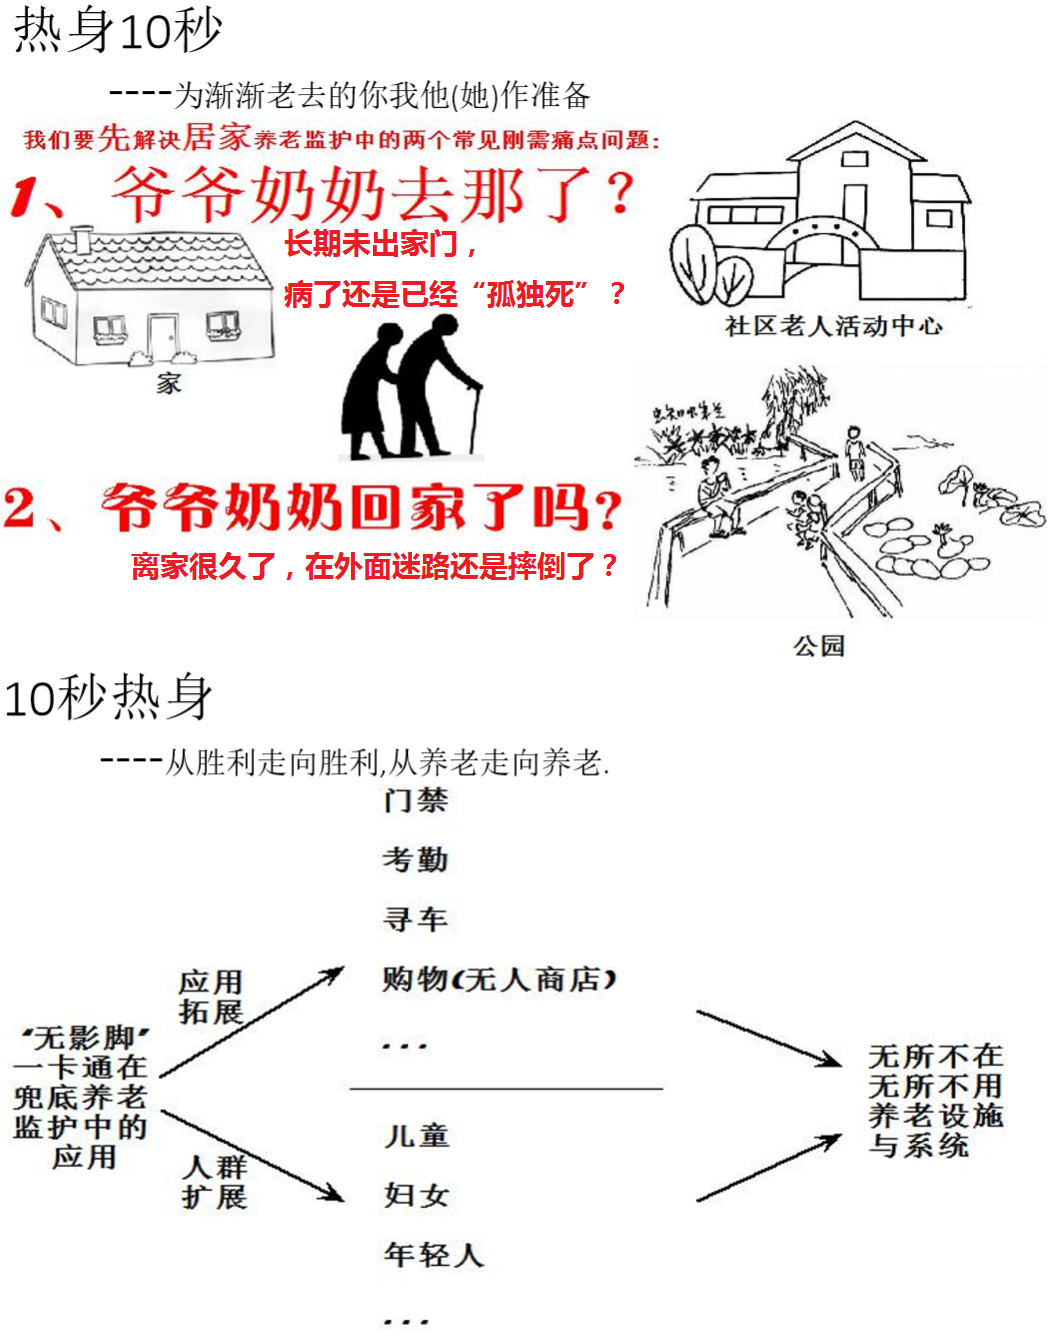 热身10秒
----为渐渐老去的你我他(她)作准备
我们要先解决居家养老监护中的两个常见刚需痛点问题:
1、爷爷奶奶去那了?
长期未出家门，
病了还是已经“孤独死”？
社区老人活动中心
家
2、爷爷奶奶回家了吗?
离家很久了，在外面迷路还是摔倒了？
公园
10秒热身
----从胜利走向胜利,从养老走向养老.
门禁
考勤
寻车
购物(无人商店)
...
应用
拓展
“无影脚”
一卡通在
兜底养老
监护中的
应用
人群
扩展
儿童
妇女
年轻人
...
无所不在
无所不用
养老设施
与系统